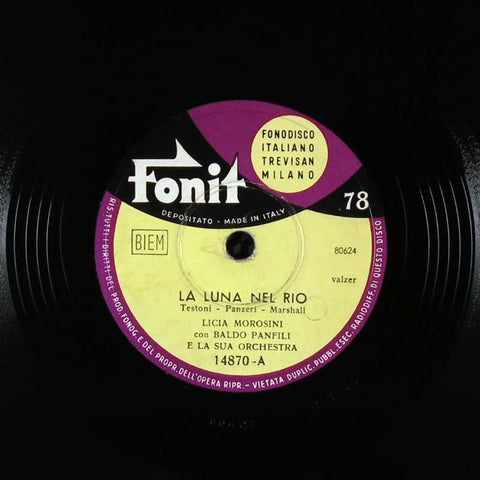 FONODISCO
ITALIANO
TREVISAN
MILANO
Fonit
DEPOSITATO - MADE IN ITALY
78
BIEM
80624
valzer
LA LUNA NEL RIO
Testoni - Panzeri - Marshall
LICIA MOROSINI
con BALDO PANFILI
E LA SUA ORCHESTRA
14870-A
RIS. TUTTI I DIRITTI DEL PROD. FONOG. E DEL PROPR. DELL'OPERA RIPR. - VIETATA DUPLIC. PUBBL. ESEC. RADIODIFF. DI QUESTO DISCO